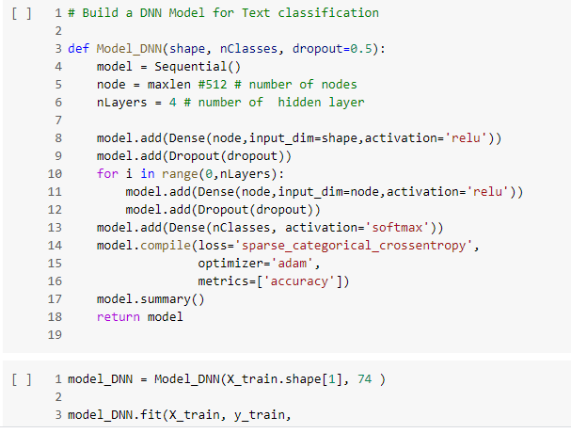 [ ] 1 # Build a DNN Model for Text classification
2
3 def Model_DNN(shape, nClasses, dropout=0.5):
4     model = Sequential()
5     node = maxlen #512 # number of nodes
6     nLayers = 4 # number of  hidden layer
7
8     model.add(Dense(node,input_dim=shape,activation='relu'))
9     model.add(Dropout(dropout))
10     for i in range(0,nLayers):
11         model.add(Dense(node,input_dim=node,activation='relu'))
12         model.add(Dropout(dropout))
13     model.add(Dense(nClasses, activation='softmax'))
14     model.compile(loss='sparse_categorical_crossentropy',
15                   optimizer='adam',
16                   metrics=['accuracy'])
17     model.summary()
18     return model
19
[ ] 1 model_DNN = Model_DNN(X_train.shape[1], 74 )
2
3 model_DNN.fit(X_train, y_train,